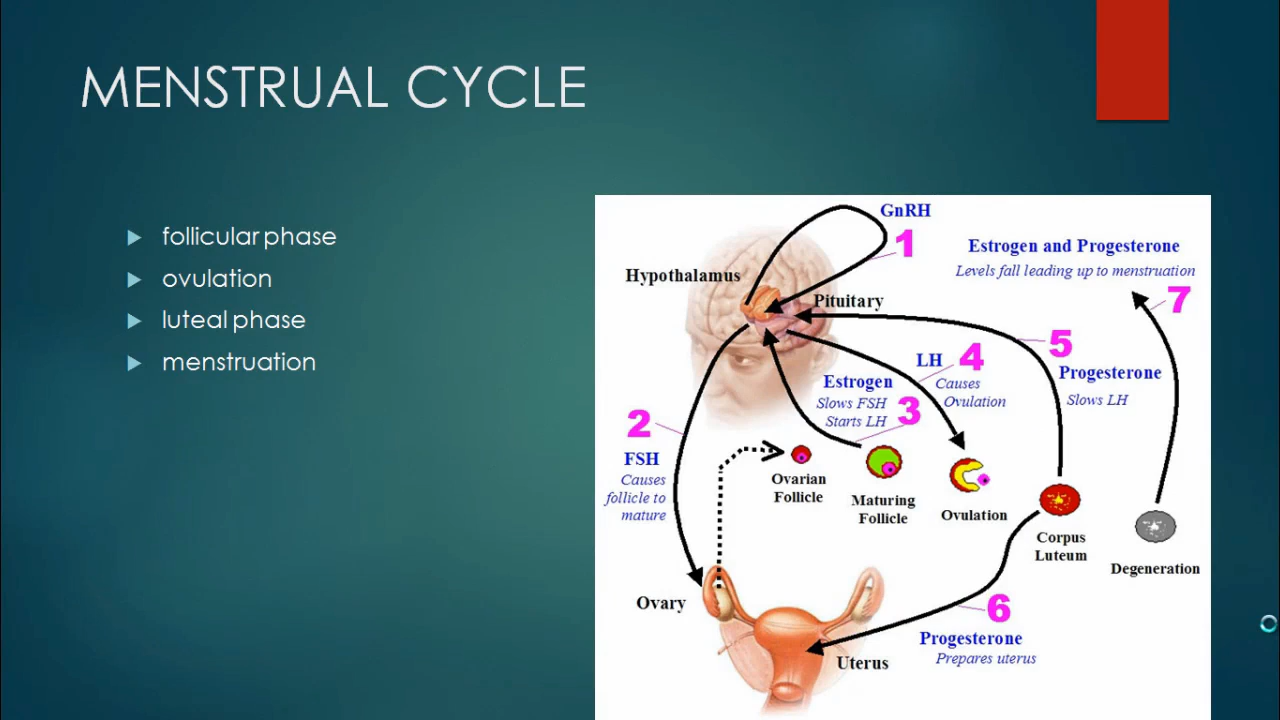 MENSTRUAL CYCLE
follicular phase
ovulation
luteal phase
menstruation
GnRH
1
Hypothalamus
Pituitary
Estrogen and Progesterone
Levels fall leading up to menstruation
7
5
Progesterone
Slows LH
LH
4
Causes
Ovulation
Estrogen
Slows FSH
Starts LH
3
2
FSH
Causes
follicle to
mature
Ovarian
Follicle
Maturing
Follicle
Ovulation
Corpus
Luteum
Degeneration
Ovary
6
Progesterone
Prepares uterus
Uterus